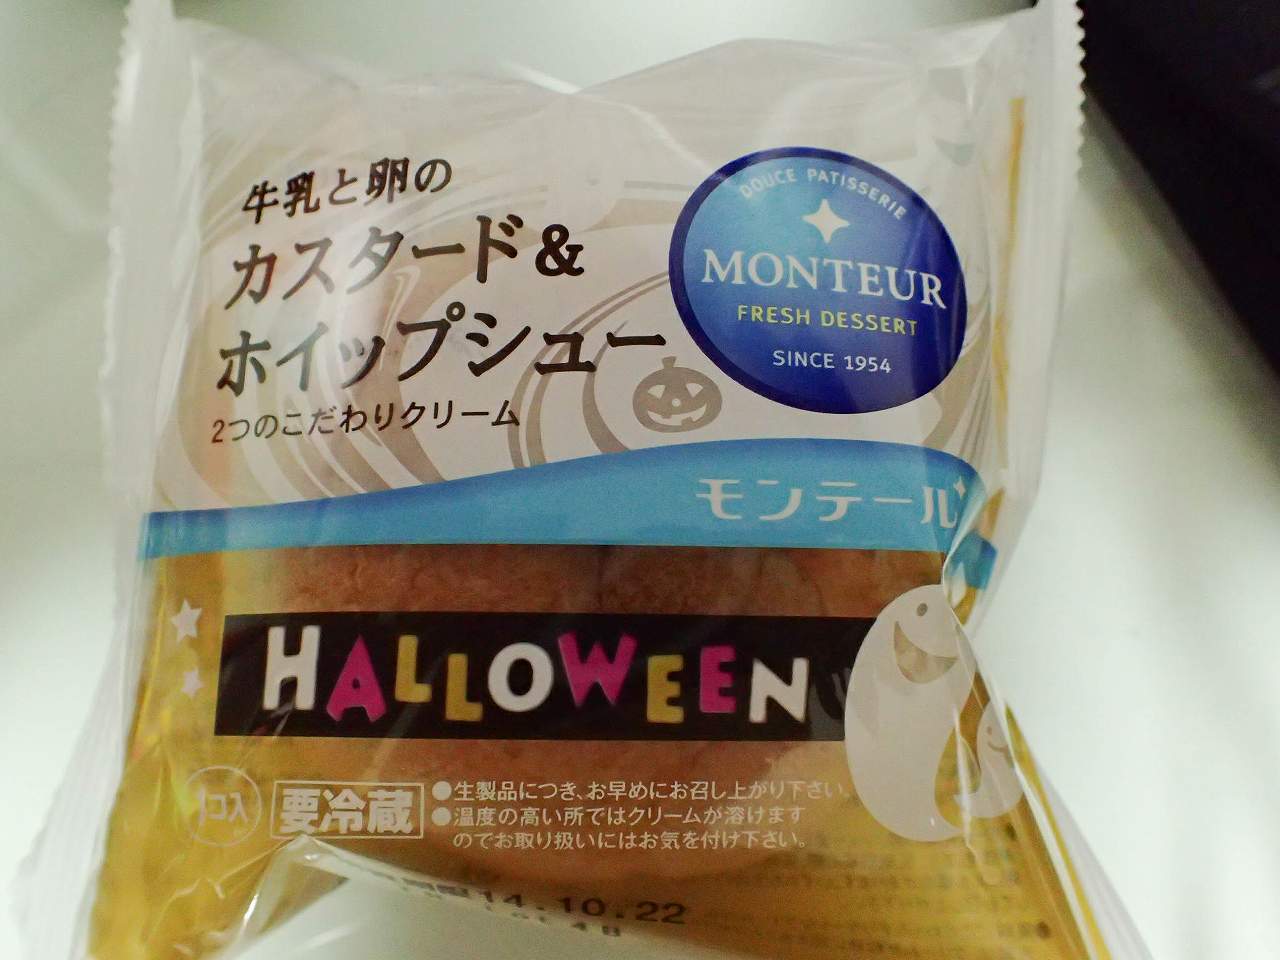 牛乳と卵の
カスタード&
ホイップシュー
2つのこだわりクリーム
DOUCE PATISSERIE
MONTEUR
FRESH DESSERT
SINCE 1954
モンテール
HALLOWEEN
1コ入
要冷蔵
●生製品につき、お早めにお召し上がり下さい。
●温度の高い所ではクリームが溶けます
のでお取り扱いにはお気を付け下さい。
14.10.22